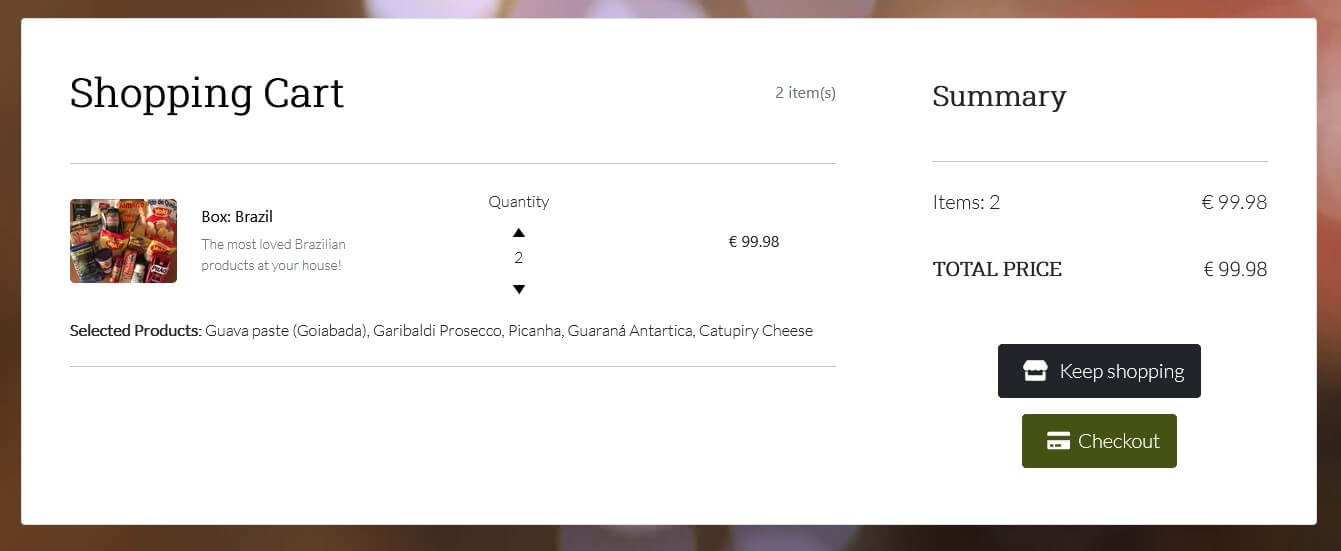 Shopping Cart
2 item(s)
Box: Brazil
The most loved Brazilian
products at your house!
Quantity
2
€ 99.98
Selected Products: Guava paste (Goiabada), Garibaldi Prosecco, Picanha, Guaraná Antartica, Catupiry Cheese
Summary
Items: 2
€ 99.98
TOTAL PRICE
€ 99.98
Keep shopping
Checkout